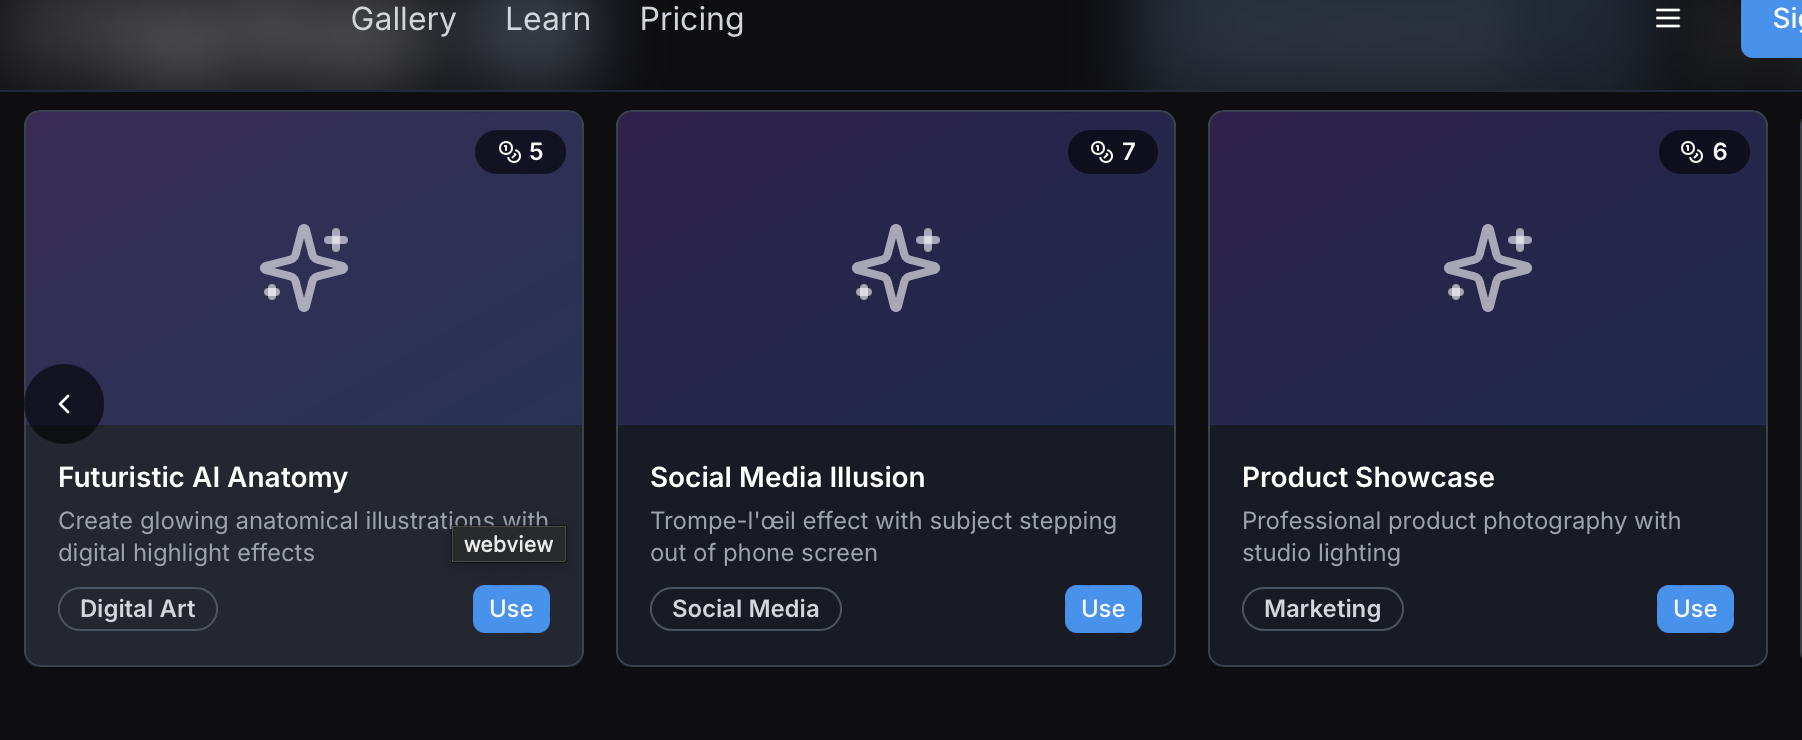 Gallery Learn Pricing
5
Futuristic AI Anatomy
Create glowing anatomical illustrations with
digital highlight effects
webview
Digital Art
Use
7
Social Media Illusion
Trompe-l'œil effect with subject stepping
out of phone screen
Social Media
Use
6
Product Showcase
Professional product photography with
studio lighting
Marketing
Use